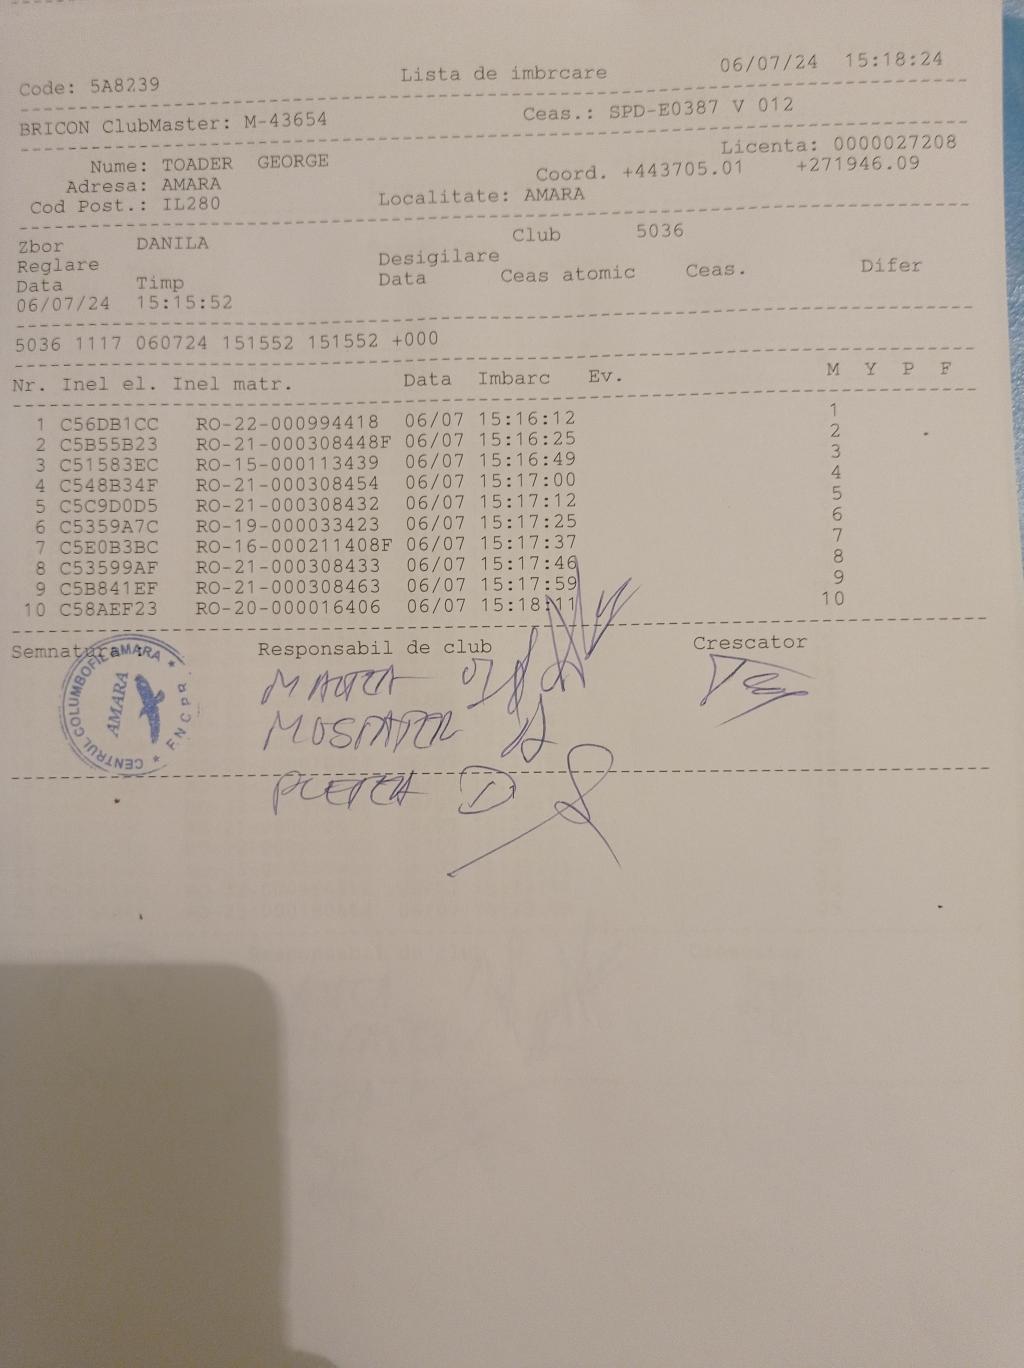 06/07/24 15:18:24
Code: 5A8239 Lista de imbrcare
BRICON ClubMaster: M-43654 Ceas.: SPD-E0387 V 012
Licenta: 0000027208
Nume: TOADER GEORGE Coord. +443705.01 +271946.09
Adresa: AMARA
Cod Post.: IL280 Localitate: AMARA
Zbor DANILA Club 5036
Reglare Desigilare
Data Timp Data Ceas atomic Ceas. Difer
06/07/24 15:15:52
5036 1117 060724 151552 151552 +000
Nr. Inel el. Inel matr. Data Imbarc Ev. M Y P F
1 C56DB1CC RO-22-000994418 06/07 15:16:12 1
2 C5B55B23 RO-21-000308448F 06/07 15:16:25 2
3 C51583EC RO-15-000113439 06/07 15:16:49 3
4 C548B34F RO-21-000308454 06/07 15:17:00 4
5 C5C9D0D5 RO-21-000308432 06/07 15:17:12 5
6 C5359A7C RO-19-000033423 06/07 15:17:25 6
7 C5E0B3BC RO-16-000211408F 06/07 15:17:37 7
8 C53599AF RO-21-000308433 06/07 15:17:46 8
9 C5B841EF RO-21-000308463 06/07 15:17:59 9
10 C58AEF23 RO-20-000016406 06/07 15:18:11 10
Semnatura : Responsabil de club Crescator
CENTRUL COLUMBOFIL AMARA * F.N.C.P.R. *
AMARA